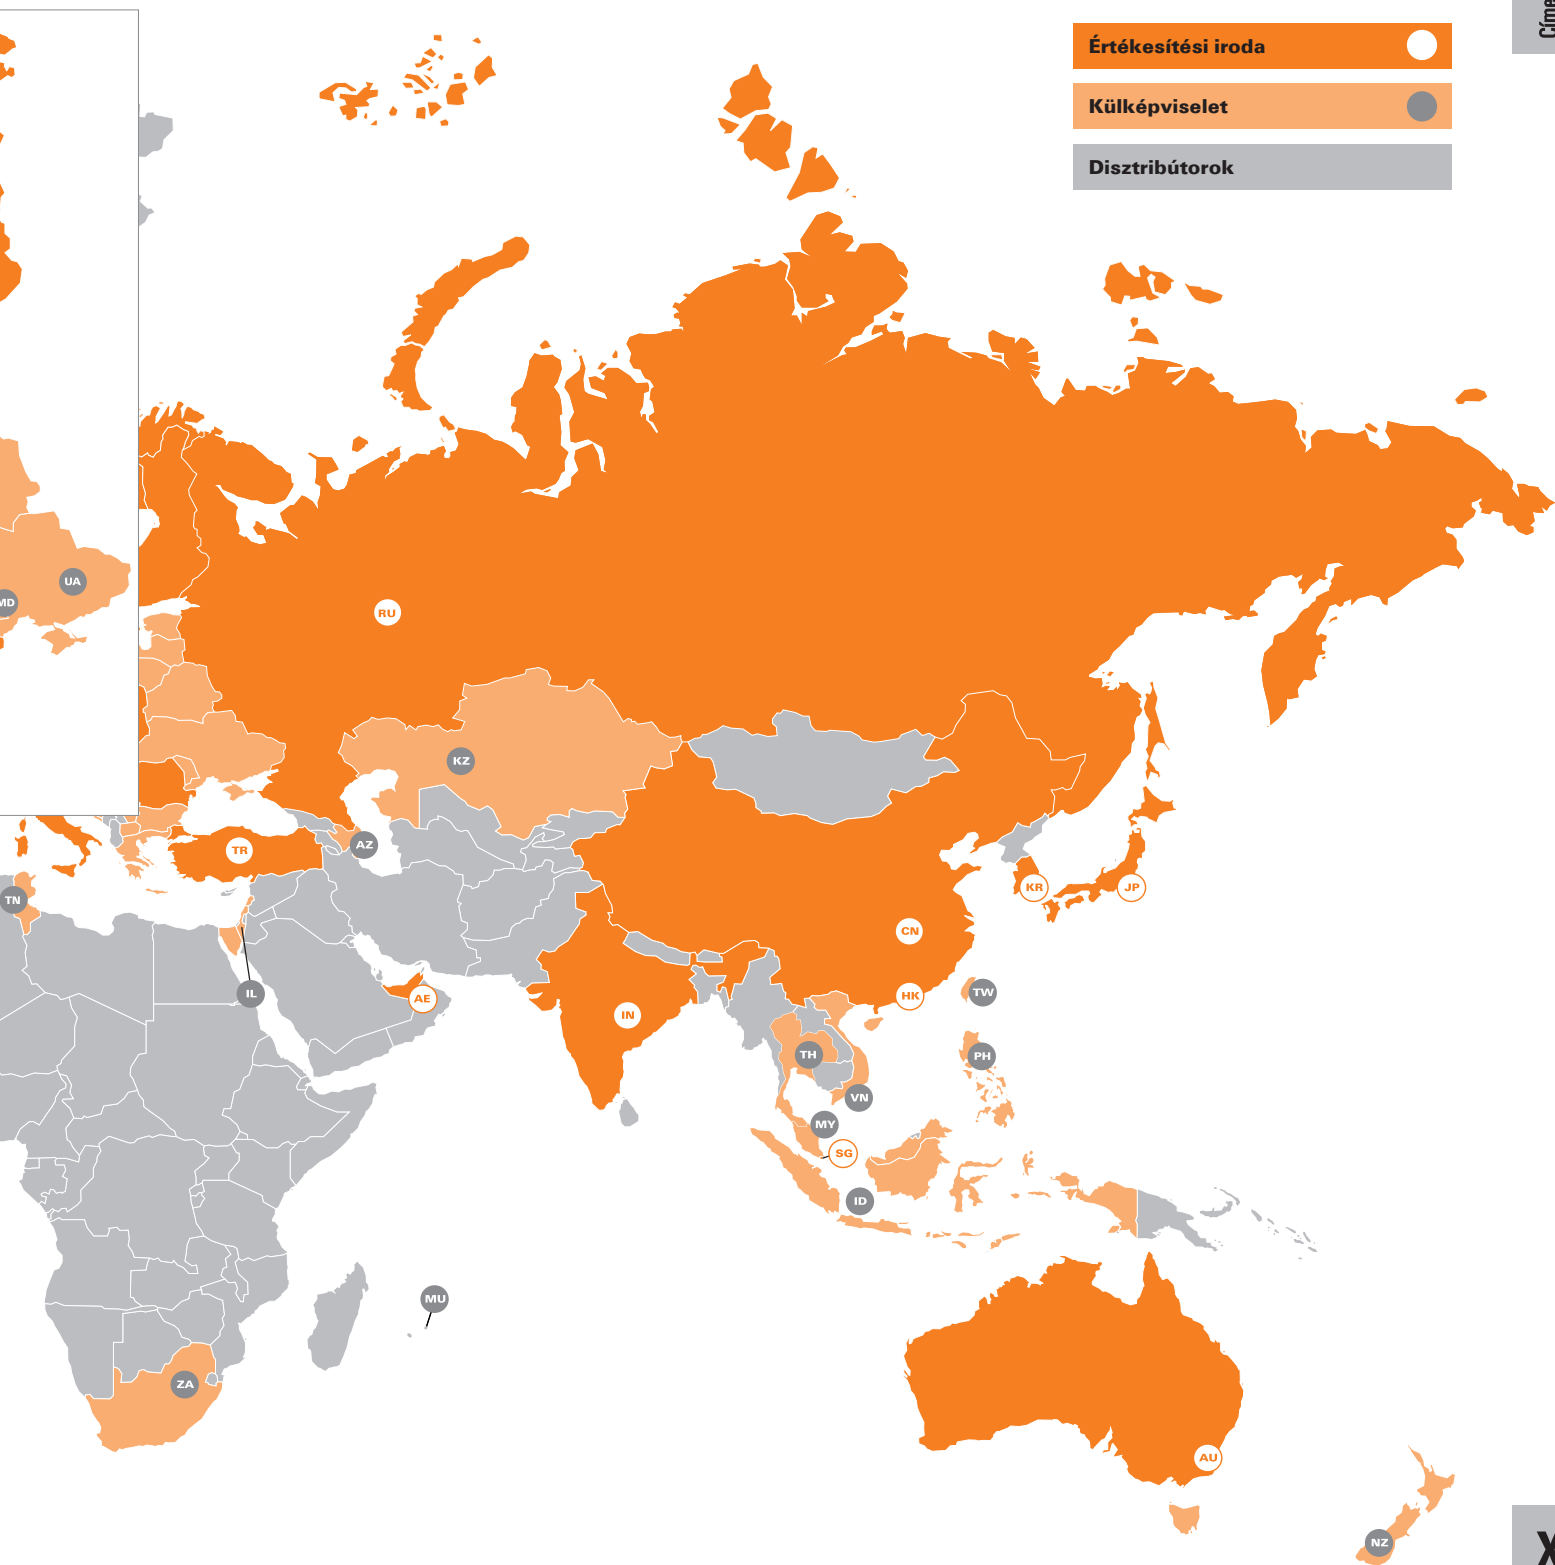 Címe
Értékesítési iroda
Külképviselet
Disztribútorok
UA
MD
RU
KZ
TR
AZ
TN
KR
JP
CN
IL
AE
HK
TW
IN
TH
PH
VN
MY
SG
ID
MU
ZA
AU
NZ
X